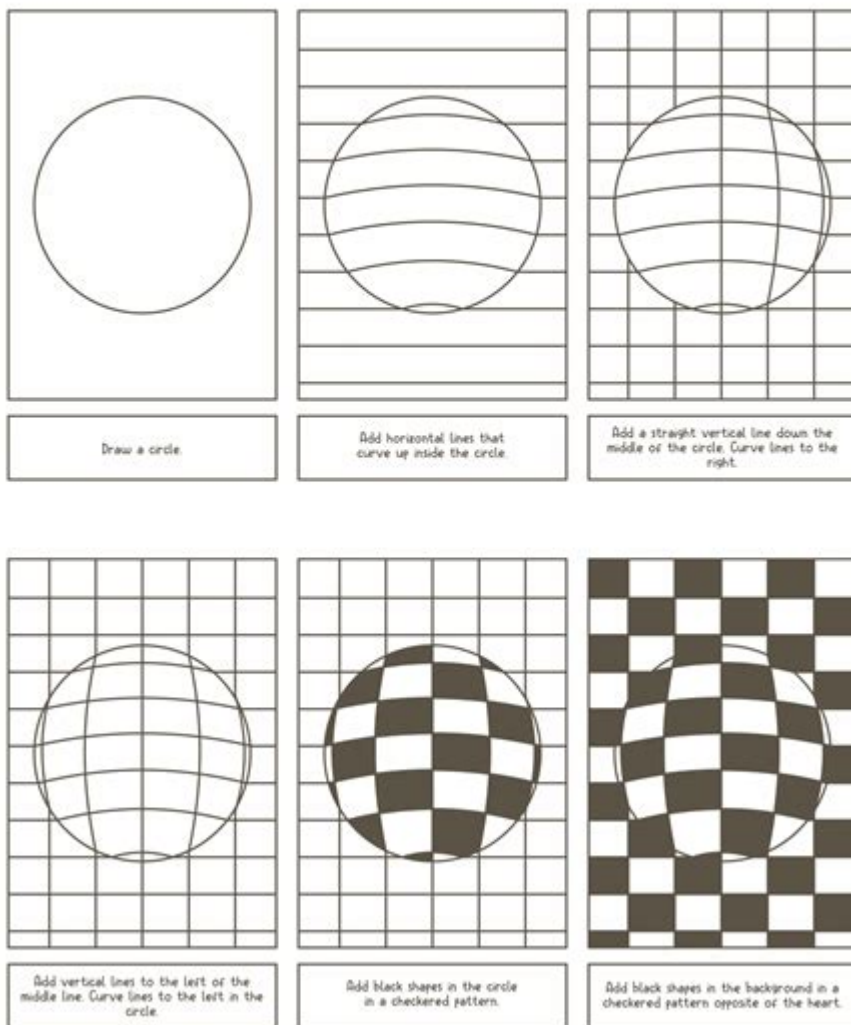 Draw a circle.
Add horizontal lines that
curve up inside the circle.
Add a straight vertical line down the
middle of the circle. Curve lines to the
right.
Add vertical lines to the left of the
middle line. Curve lines to the left in the
circle.
Add black shapes in the circle
in a checkered pattern.
Add black shapes in the background in a
checkered pattern opposite of the heart.